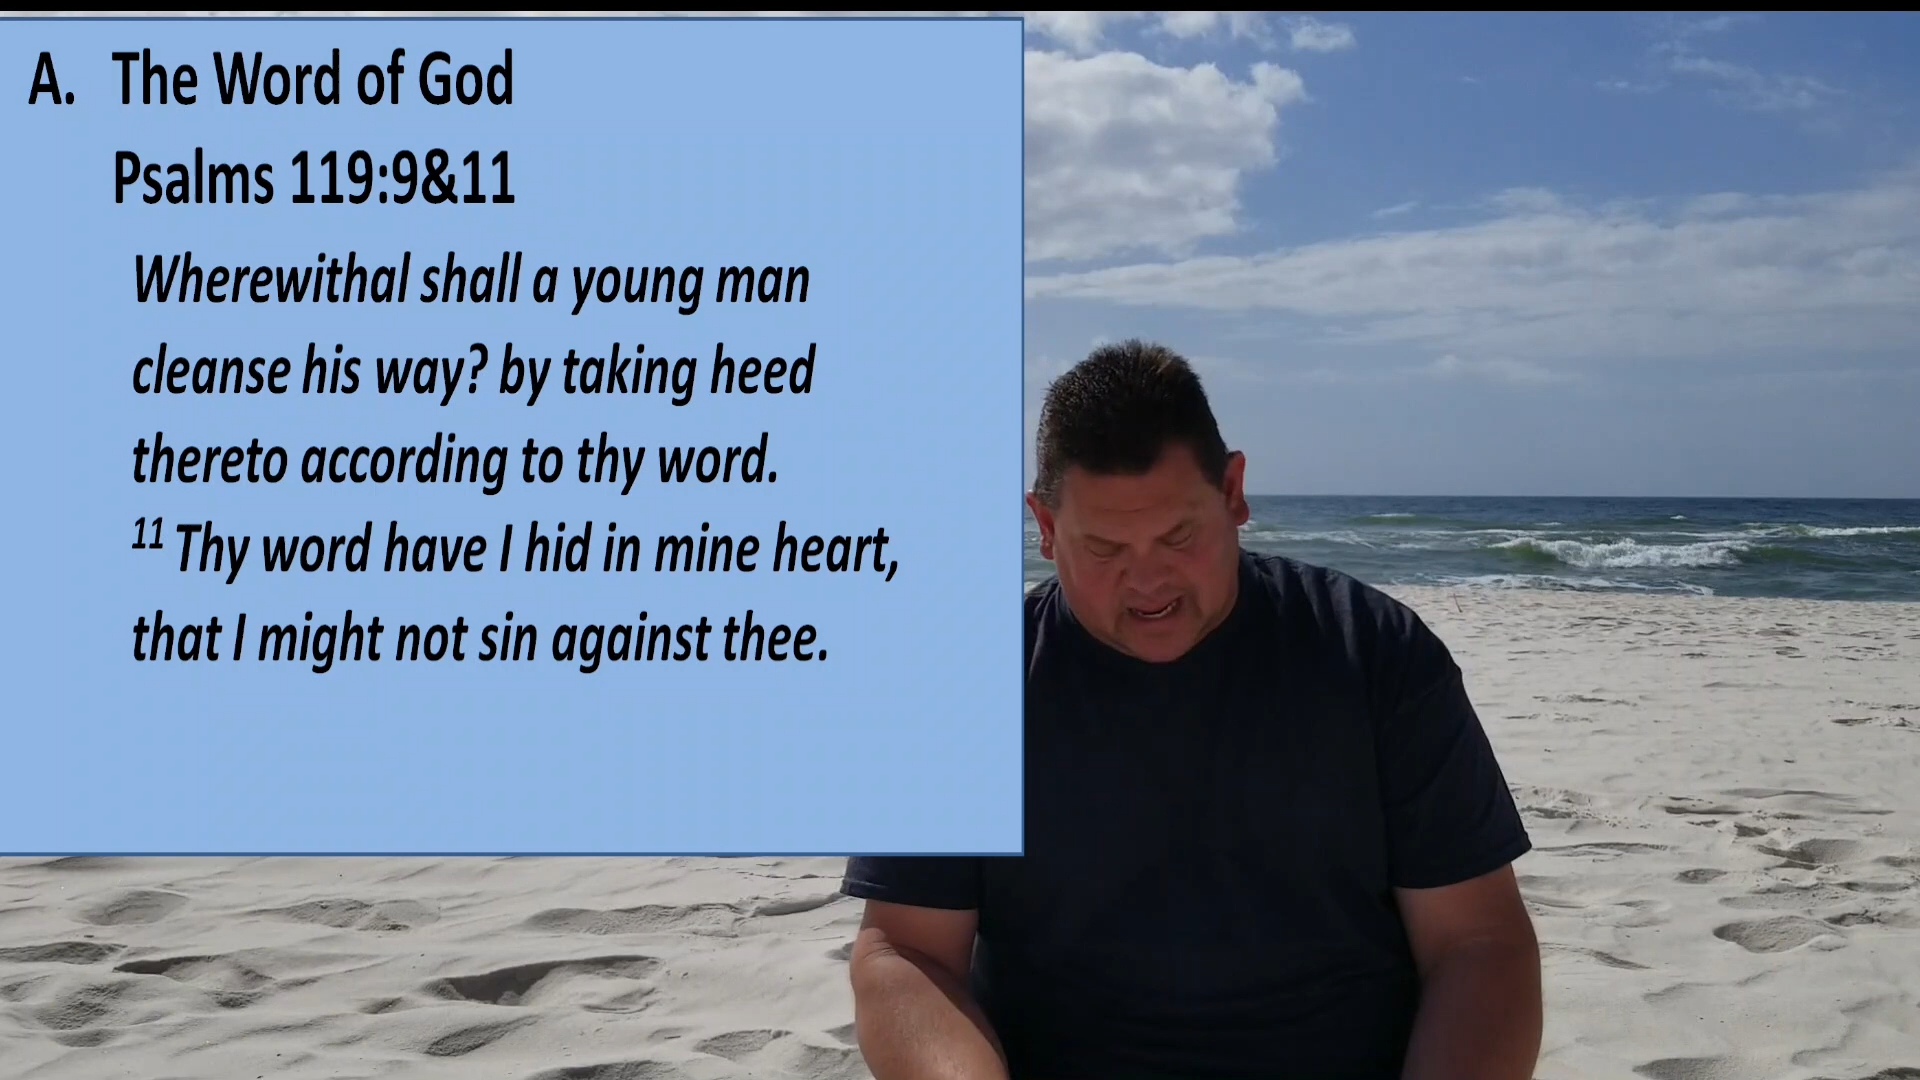 A. The Word of God
Psalms 119:9&11
Wherewithal shall a young man
cleanse his way? by taking heed
thereto according to thy word.
11 Thy word have I hid in mine heart,
that I might not sin against thee.